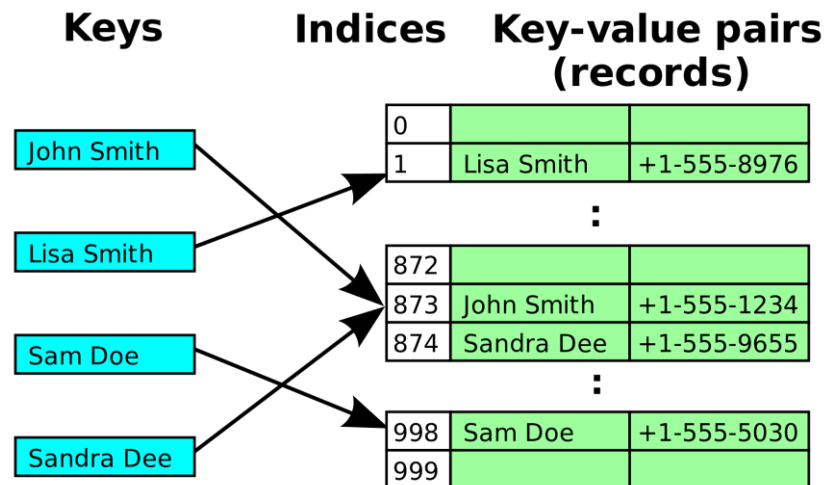 Keys
Indices
Key-value pairs
(records)
John Smith
Lisa Smith
Sam Doe
Sandra Dee
0
1 Lisa Smith +1-555-8976
:
872
873 John Smith +1-555-1234
874 Sandra Dee +1-555-9655
:
998 Sam Doe +1-555-5030
999